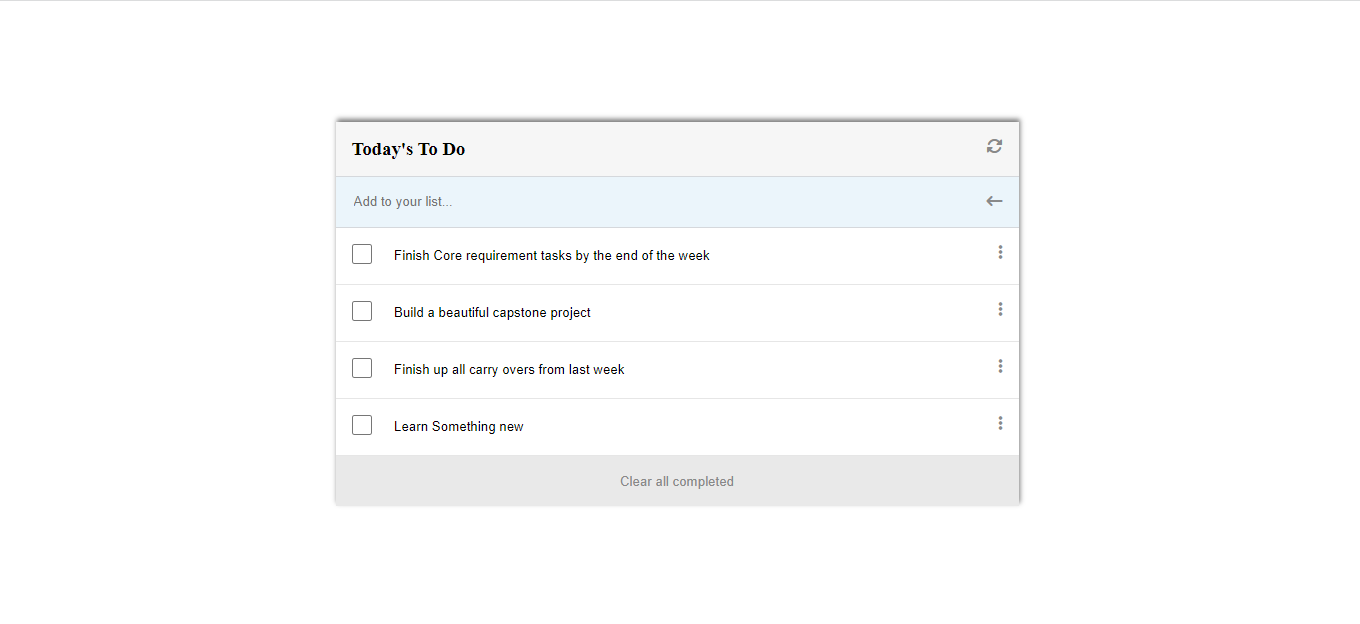 Today's To Do
Add to your list...
Finish Core requirement tasks by the end of the week
Build a beautiful capstone project
Finish up all carry overs from last week
Learn Something new
Clear all completed